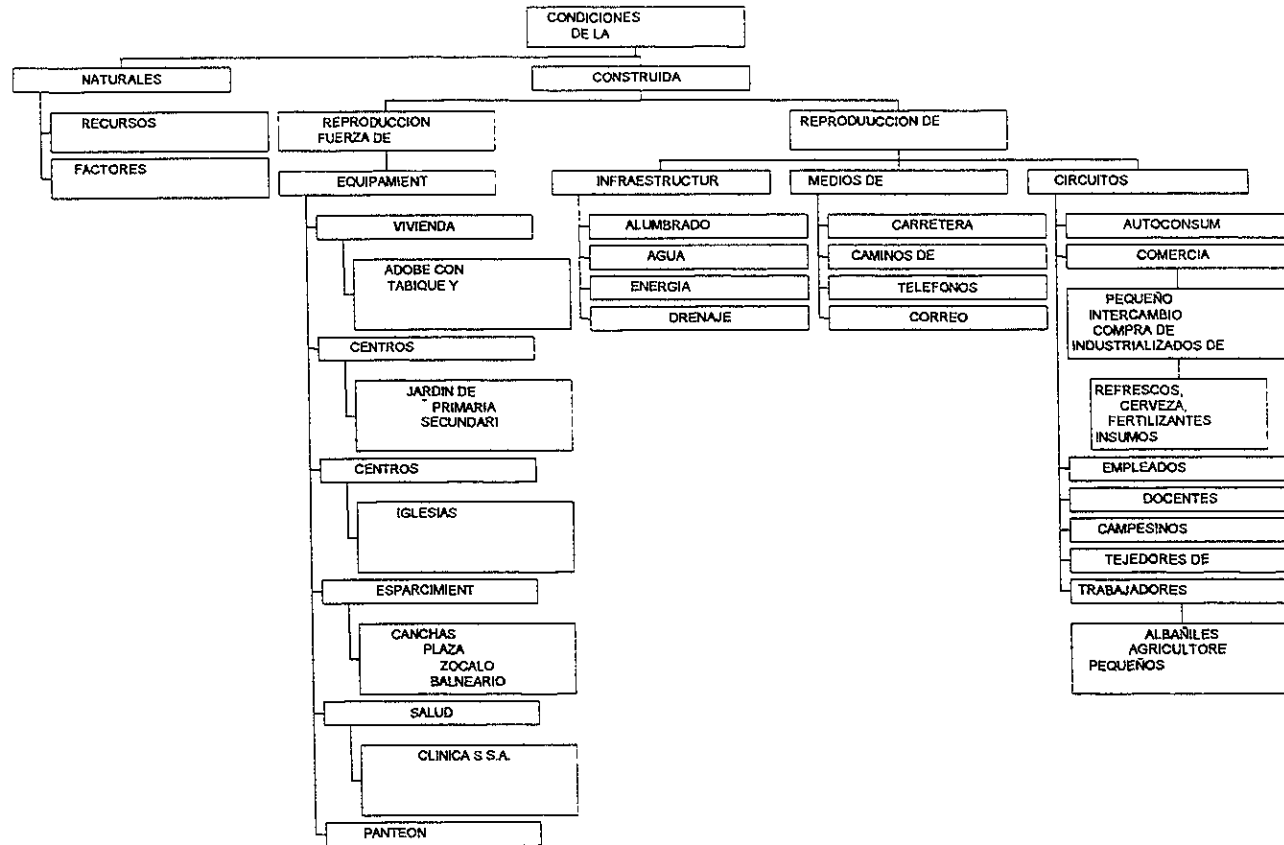 CONDICIONES
DE LA
NATURALES
CONSTRUIDA
RECURSOS
FACTORES
REPRODUCCION
FUERZA DE
REPRODUUCCION DE
EQUIPAMIENT
INFRAESTRUCTUR
MEDIOS DE
CIRCUITOS
VIVIENDA
ADOBE CON
TABIQUE Y
CENTROS
JARDIN DE
PRIMARIA
SECUNDARI
CENTROS
IGLESIAS
ESPARCIMIENT
CANCHAS
PLAZA
ZOCALO
BALNEARIO
SALUD
CLINICA S S.A.
PANTEON
ALUMBRADO
AGUA
ENERGIA
DRENAJE
CARRETERA
CAMINOS DE
TELEFONOS
CORREO
AUTOCONSUM
COMERCIA
PEQUEÑO
INTERCAMBIO
COMPRA DE
INDUSTRIALIZADOS DE
REFRESCOS,
CERVEZA,
FERTILIZANTES
INSUMOS
EMPLEADOS
DOCENTES
CAMPESINOS
TEJEDORES DE
TRABAJADORES
ALBAÑILES
AGRICULTORE
PEQUEÑOS